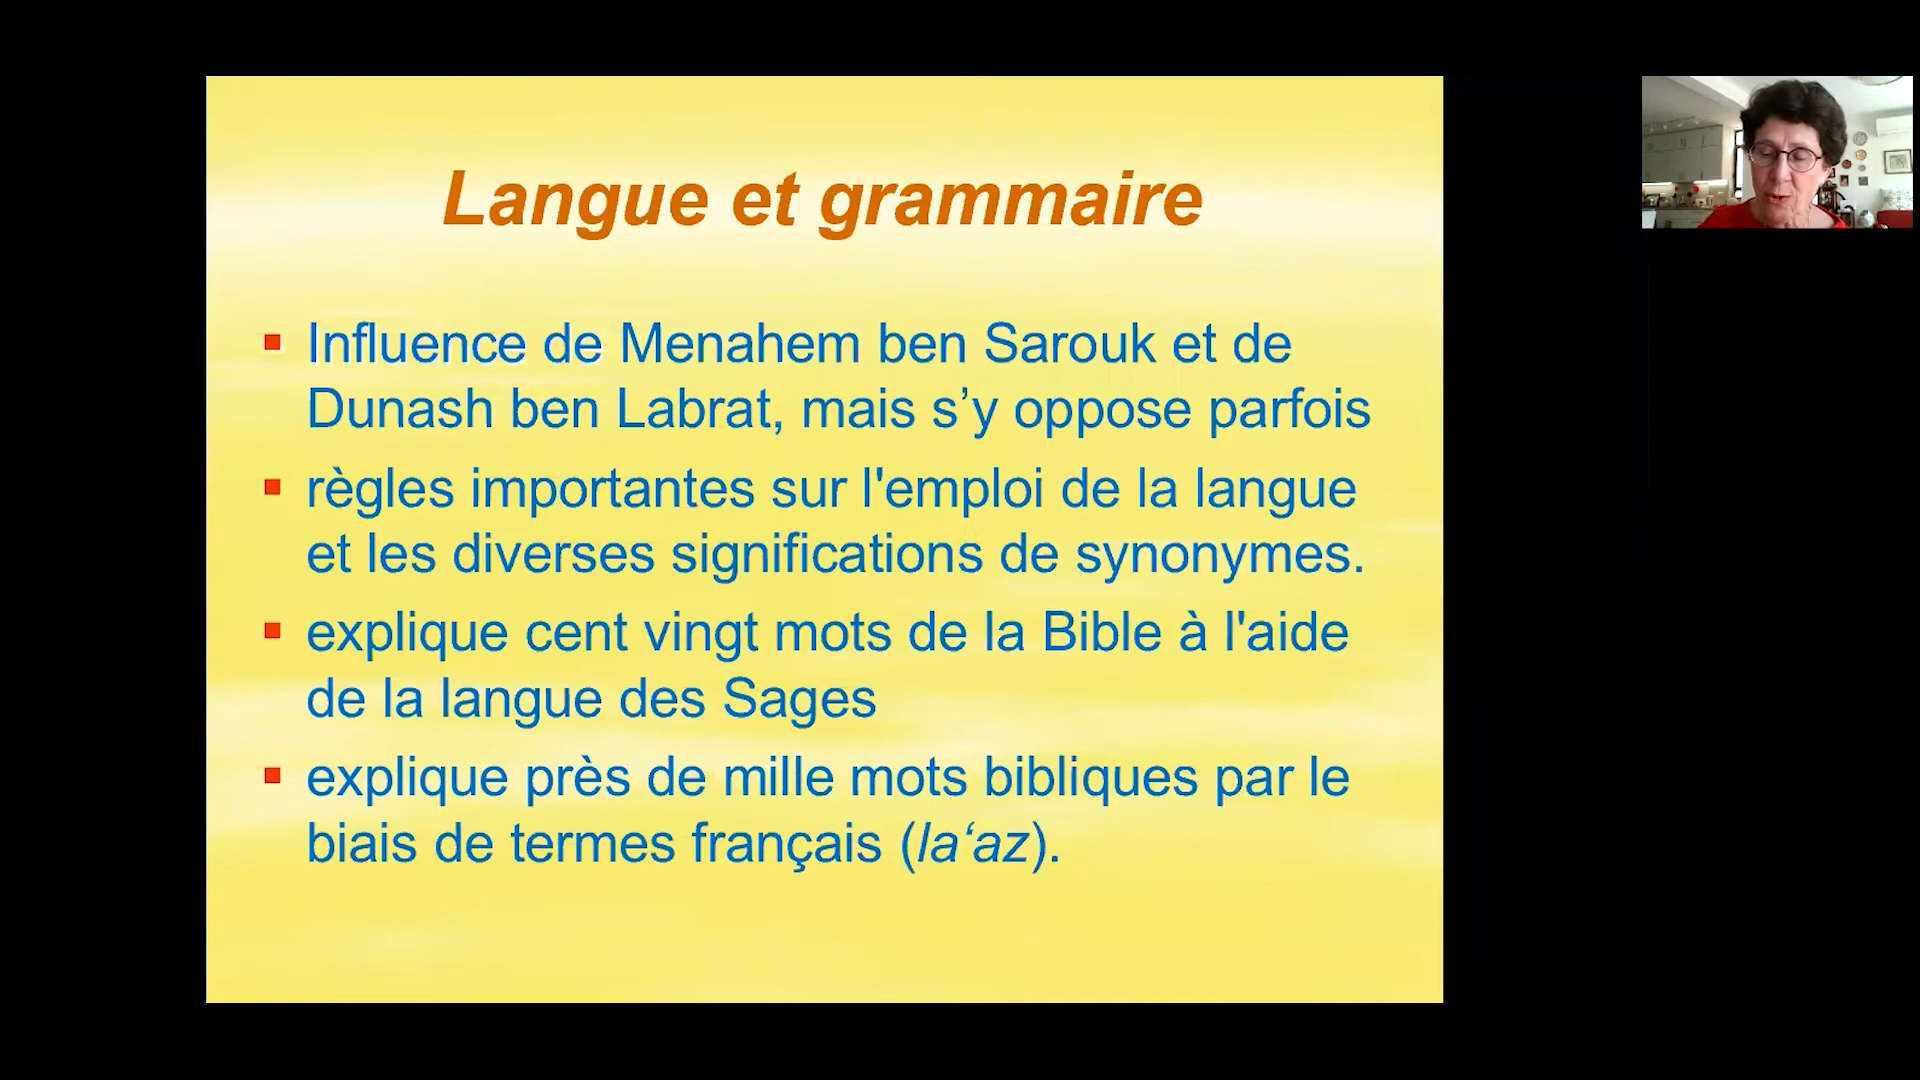 Langue et grammaire
▪ Influence de Menahem ben Sarouk et de
Dunash ben Labrat, mais s’y oppose parfois
▪ règles importantes sur l'emploi de la langue
et les diverses significations de synonymes.
▪ explique cent vingt mots de la Bible à l'aide
de la langue des Sages
▪ explique près de mille mots bibliques par le
biais de termes français (la‘az).